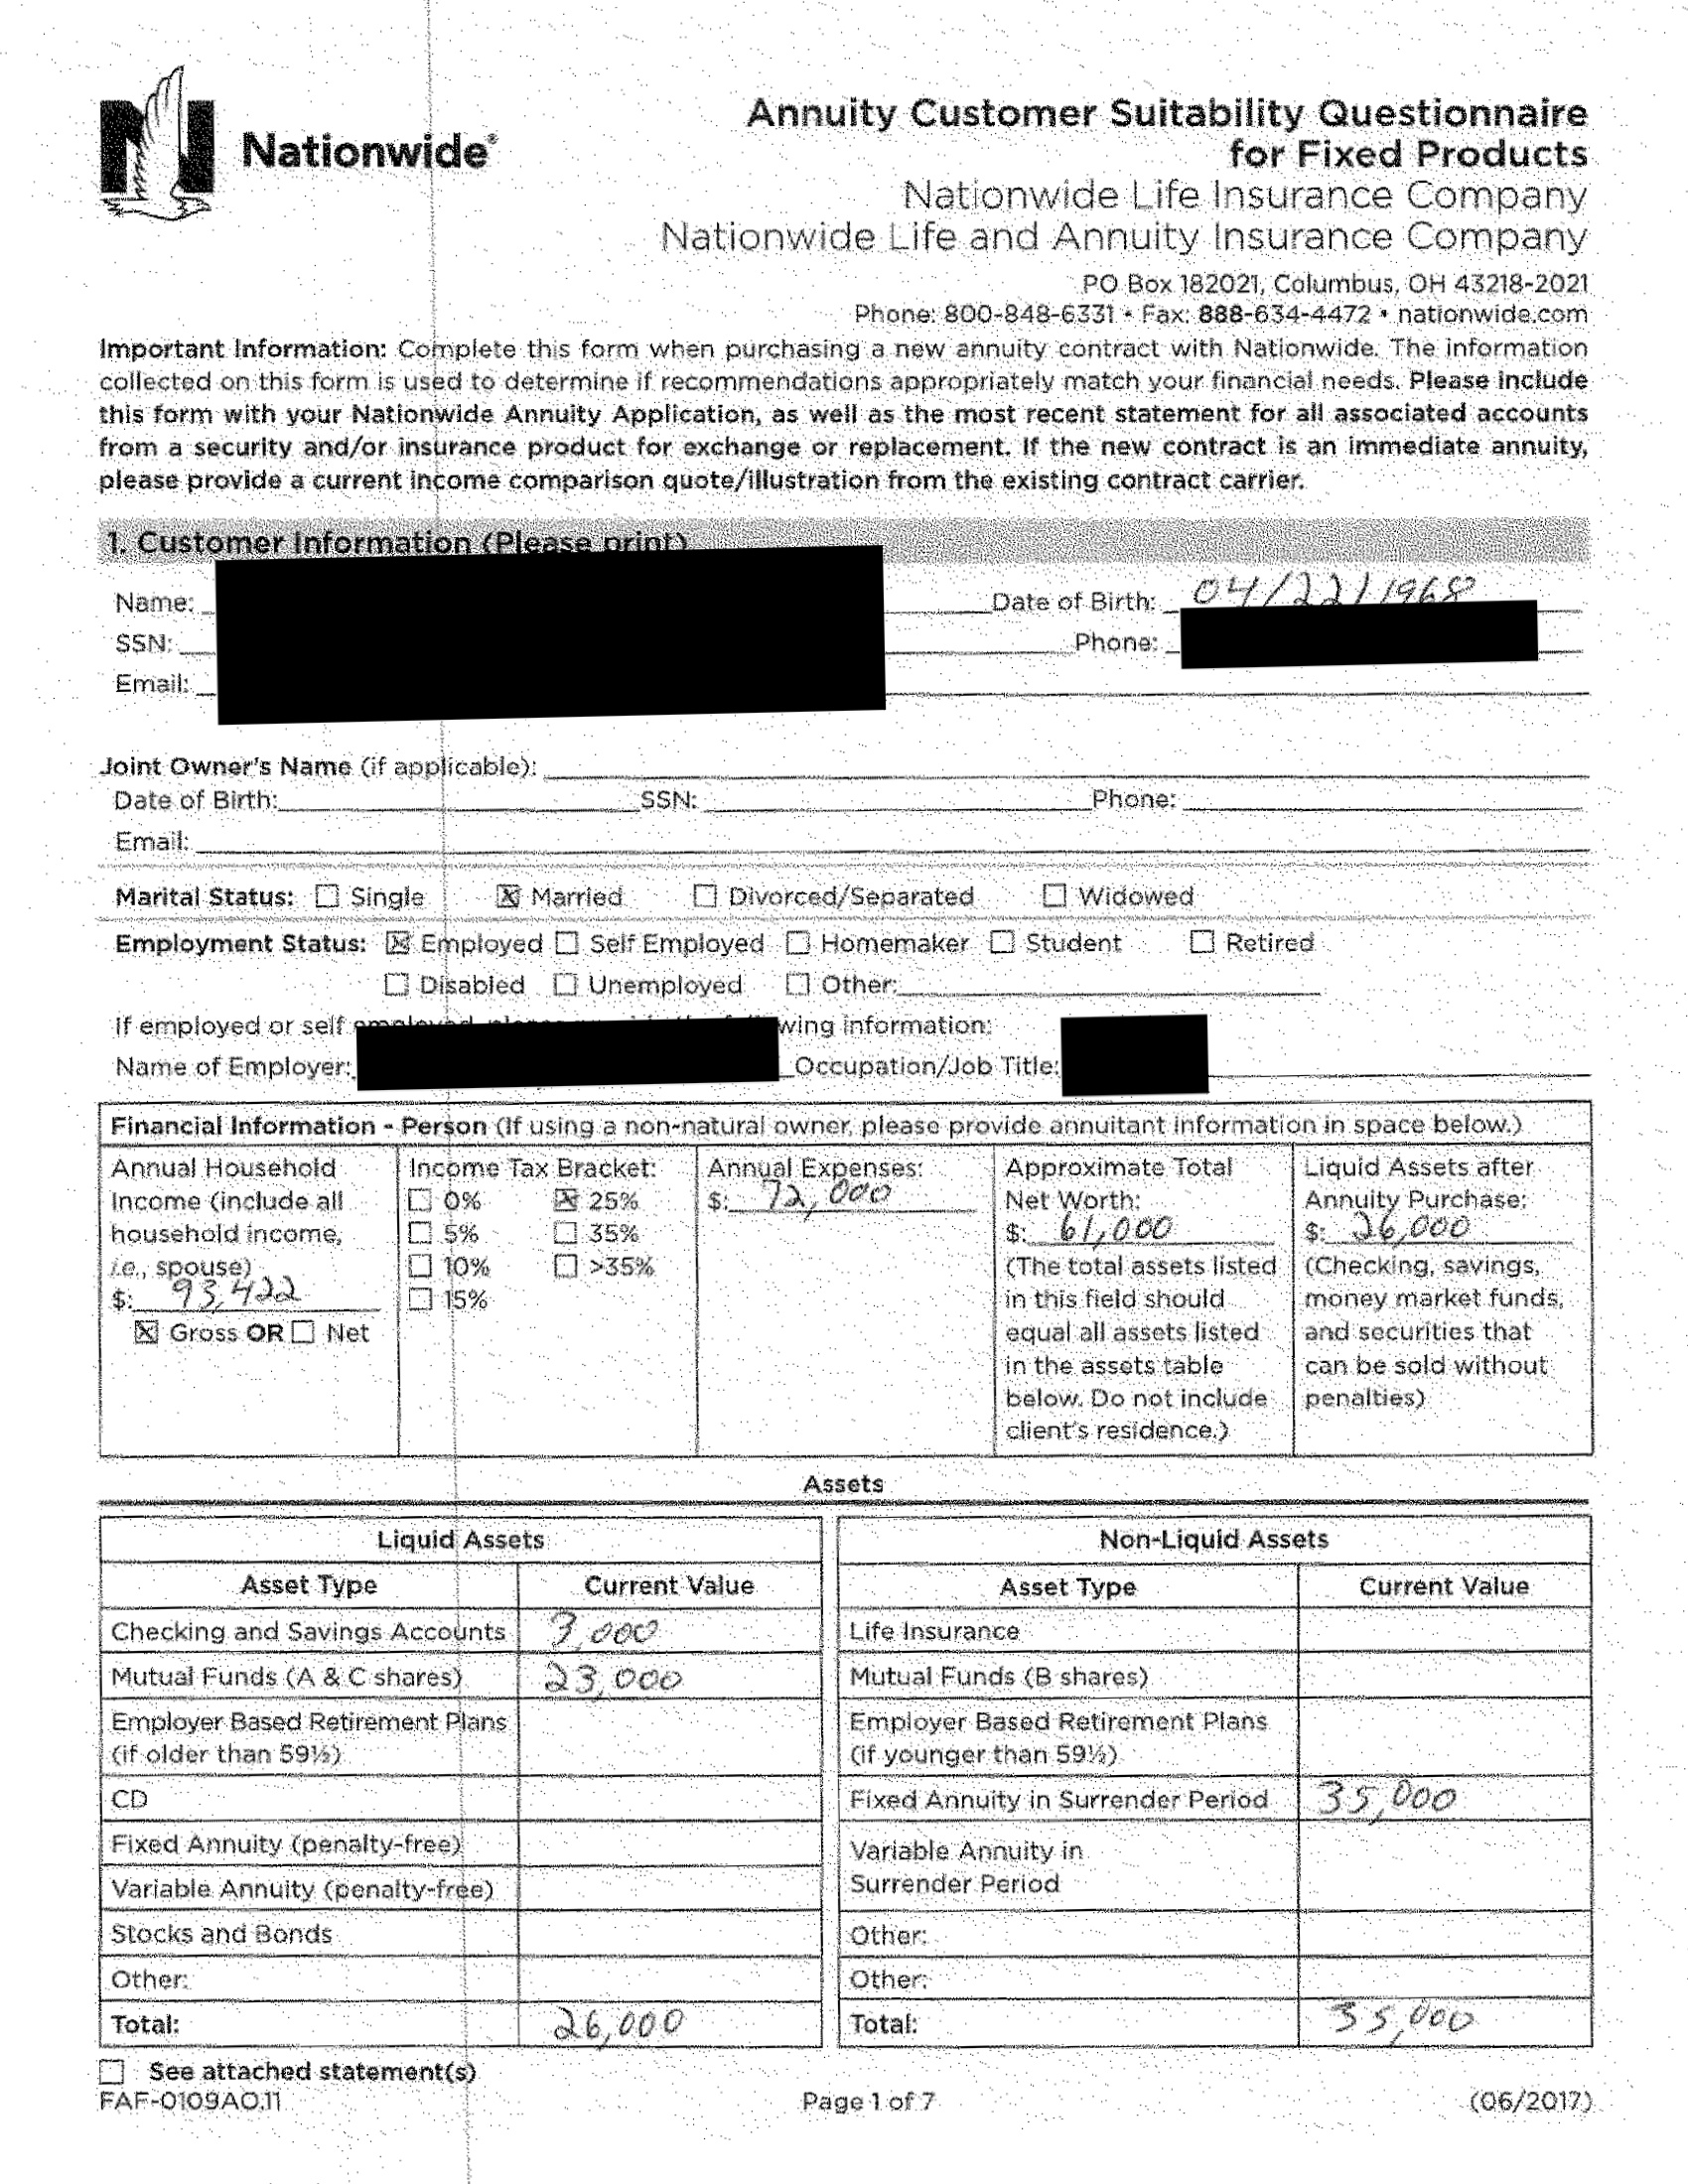 Nationwide®
Annuity Customer Suitability Questionnaire
for Fixed Products
Nationwide Life Insurance Company
Nationwide Life and Annuity Insurance Company
PO Box 182021, Columbus, OH 43218-2021
Phone: 800-848-6331 • Fax: 888-634-4472 • nationwide.com
Important Information: Complete this form when purchasing a new annuity contract with Nationwide. The information
collected on this form is used to determine if recommendations appropriately match your financial needs. Please include
this form with your Nationwide Annuity Application, as well as the most recent statement for all associated accounts
from a security and/or insurance product for exchange or replacement. If the new contract is an immediate annuity,
please provide a current income comparison quote/illustration from the existing contract carrier.
1. Customer Information (Please print)
Name: Date of Birth: 04/22/1968
SSN: Phone:
Email:
Joint Owner's Name (if applicable):
Date of Birth: SSN: Phone:
Email:
Marital Status: ☐ Single ☒ Married ☐ Divorced/Separated ☐ Widowed
Employment Status: ☒ Employed ☐ Self Employed ☐ Homemaker ☐ Student ☐ Retired
☐ Disabled ☐ Unemployed ☐ Other:
If employed or self wing information:
Name of Employer: Occupation/Job Title:
Financial Information - Person (If using a non-natural owner, please provide annuitant information in space below.)
Annual Household
Income (include all
household income,
i.e., spouse)
$: 93,422
☒ Gross OR ☐ Net
Income Tax Bracket:
☐ 0% ☒ 25%
☐ 5% ☐ 35%
☐ 10% ☐ >35%
☐ 15%
Annual Expenses:
$: 72,000
Approximate Total
Net Worth:
$: 61,000
(The total assets listed
in this field should
equal all assets listed
in the assets table
below. Do not include
client's residence.)
Liquid Assets after
Annuity Purchase:
$: 26,000
(Checking, savings,
money market funds,
and securities that
can be sold without
penalties)
Assets
Liquid Assets
Asset Type Current Value
Checking and Savings Accounts 3,000
Mutual Funds (A & C shares) 23,000
Employer Based Retirement Plans
(if older than 59½)
CD
Fixed Annuity (penalty-free)
Variable Annuity (penalty-free)
Stocks and Bonds
Other:
Total: 26,000
Non-Liquid Assets
Asset Type Current Value
Life Insurance
Mutual Funds (B shares)
Employer Based Retirement Plans
(if younger than 59½)
Fixed Annuity in Surrender Period 35,000
Variable Annuity in
Surrender Period
Other:
Other:
Total: 35,000
☐ See attached statement(s)
FAF-0109AO.11 Page 1 of 7 (06/2017)